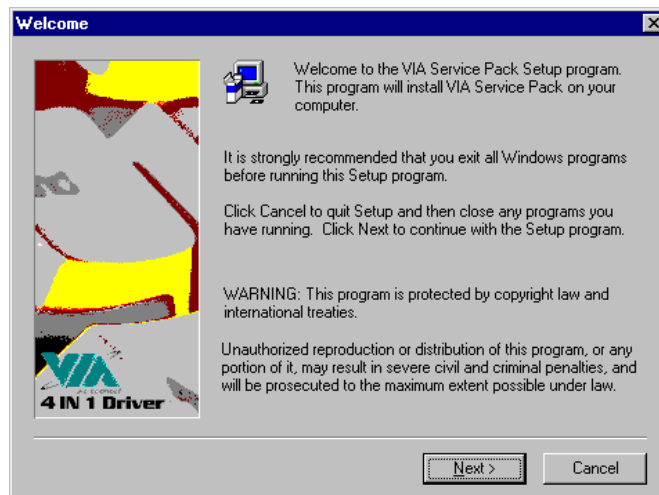 Welcome
Welcome to the VIA Service Pack Setup program.
This program will install VIA Service Pack on your
computer.
It is strongly recommended that you exit all Windows programs
before running this Setup program.
Click Cancel to quit Setup and then close any programs you
have running. Click Next to continue with the Setup program.
WARNING: This program is protected by copyright law and
international treaties.
Unauthorized reproduction or distribution of this program, or any
portion of it, may result in severe civil and criminal penalties, and
will be prosecuted to the maximum extent possible under law.
VIA
4 IN 1 Driver
Next >
Cancel